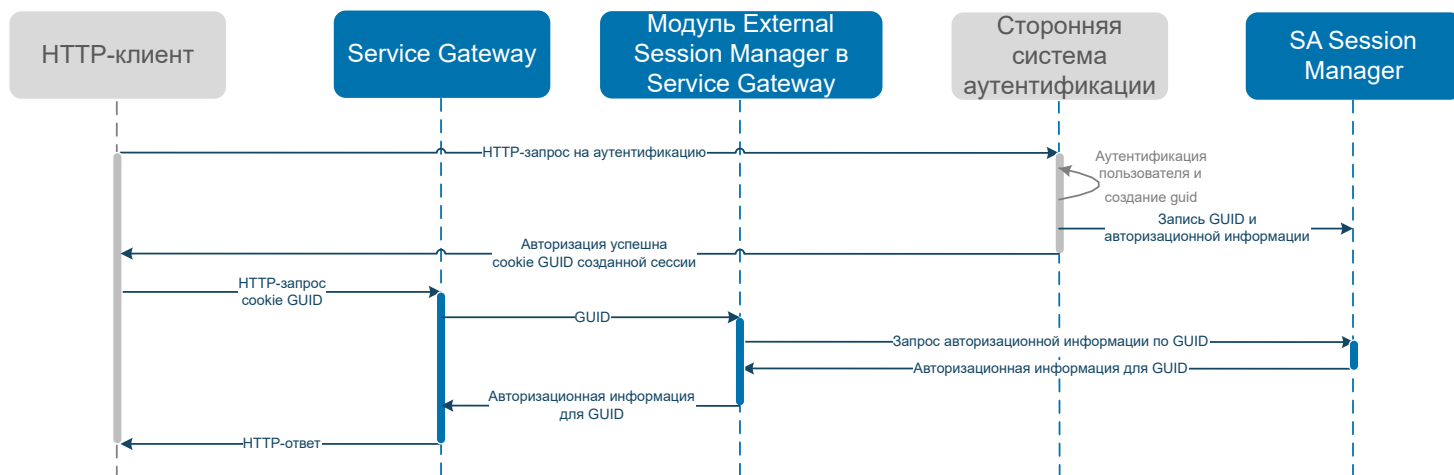 HTTP-клиент
Service Gateway
Модуль External
Session Manager в
Service Gateway
Сторонняя
система
аутентификации
SA Session
Manager
HTTP-запрос на аутентификацию
Аутентификация
пользователя и
создание guid
Запись GUID и
авторизационной информации
Авторизация успешна
cookie GUID созданной сессии
HTTP-запрос
cookie GUID
GUID
Запрос авторизационной информации по GUID
Авторизационная информация для GUID
Авторизационная информация
для GUID
HTTP-ответ